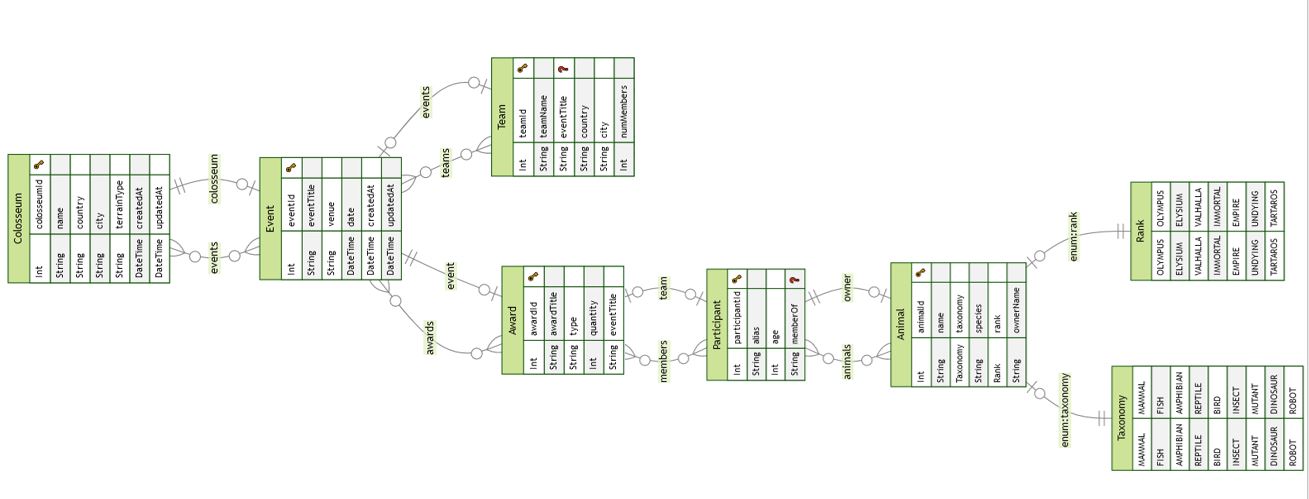 Colosseum
Int colosseumId
String name
String country
String city
String terrainType
DateTime createdAt
DateTime updatedAt
events colosseum
Event
Int eventId
String eventTitle
String venue
DateTime date
DateTime createdAt
DateTime updatedAt
awards event teams events
Award
Int awardId
String awardTitle
String type
Int quantity
String eventTitle
Team
Int teamId
String teamName
String eventTitle ?
String country
String city
Int numMembers
members team
Participant
Int participantId
String alias
Int age
String memberOf ?
animals owner
Animal
Int animalId
String name
Taxonomy taxonomy
String species
Rank rank
String ownerName
enum:taxonomy enum:rank
Taxonomy
MAMMAL MAMMAL
FISH FISH
AMPHIBIAN AMPHIBIAN
REPTILE REPTILE
BIRD BIRD
INSECT INSECT
MUTANT MUTANT
DINOSAUR DINOSAUR
ROBOT ROBOT
Rank
OLYMPUS OLYMPUS
ELYSIUM ELYSIUM
VALHALLA VALHALLA
IMMORTAL IMMORTAL
EMPIRE EMPIRE
UNDYING UNDYING
TARTAROS TARTAROS